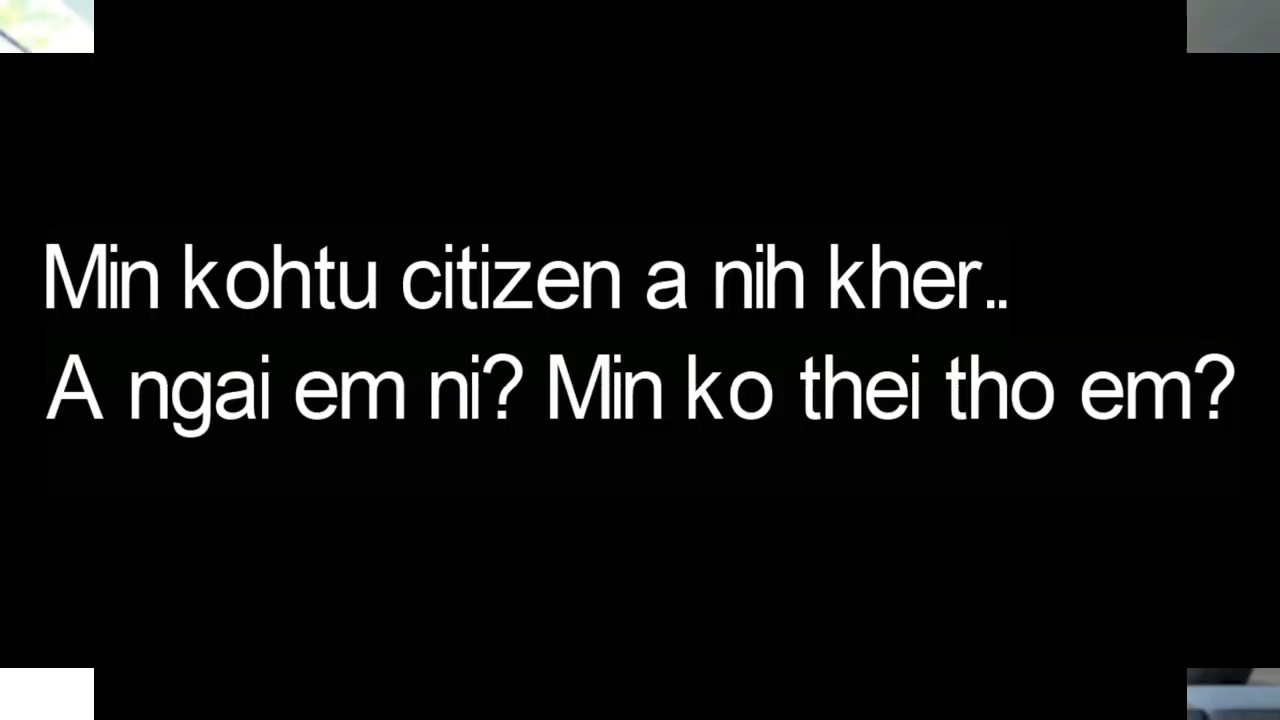 Min kohtu citizen a nih kher..
A ngai em ni? Min ko thei tho em?